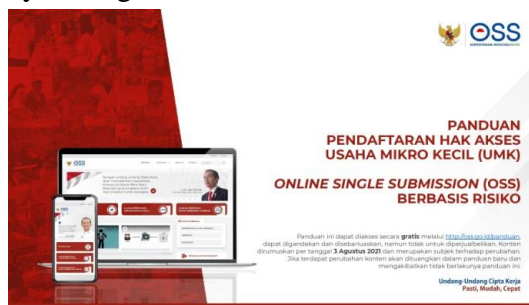 OSS
PANDUAN
PENDAFTARAN HAK AKSES
USAHA MIKRO KECIL (UMK)
ONLINE SINGLE SUBMISSION (OSS)
BERBASIS RISIKO
Panduan ini dapat diakses secara gratis melalui http://oss.go.id/panduan,
dapat digandakan dan disebarluaskan, namun tidak untuk diperjualbelikan. Konten
dirumuskan per tanggal 3 Agustus 2021 dan merupakan subjek terhadap perubahan.
Jika terdapat perubahan konten akan dituangkan dalam panduan baru dan
mengakibatkan tidak berlakunya panduan ini.
Undang-Undang Cipta Kerja
Pasti, Mudah, Cepat